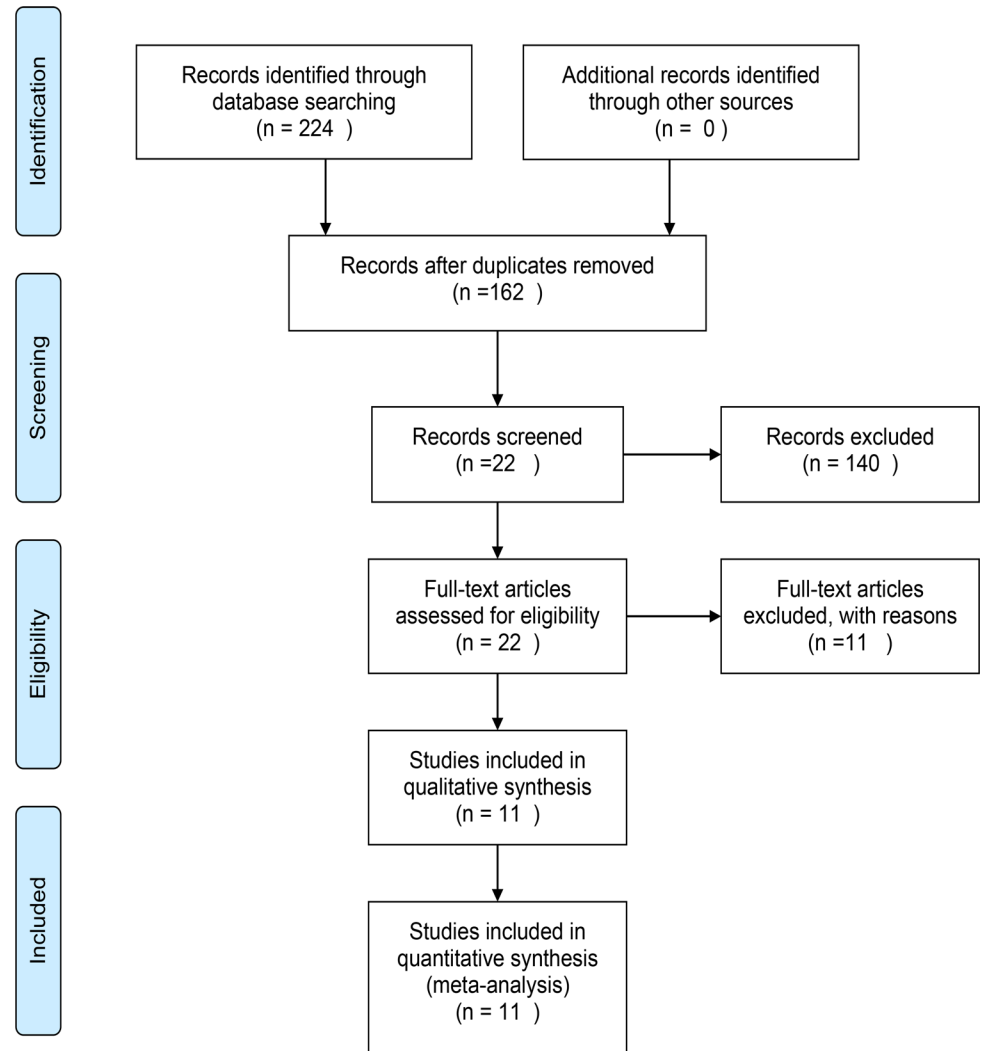 Identification
Records identified through
database searching
(n = 224 )
Additional records identified
through other sources
(n = 0 )
Records after duplicates removed
(n =162 )
Screening
Records screened
(n =22 )
Records excluded
(n = 140 )
Eligibility
Full-text articles
assessed for eligibility
(n = 22 )
Full-text articles
excluded, with reasons
(n =11 )
Studies included in
qualitative synthesis
(n = 11 )
Included
Studies included in
quantitative synthesis
(meta-analysis)
(n = 11 )